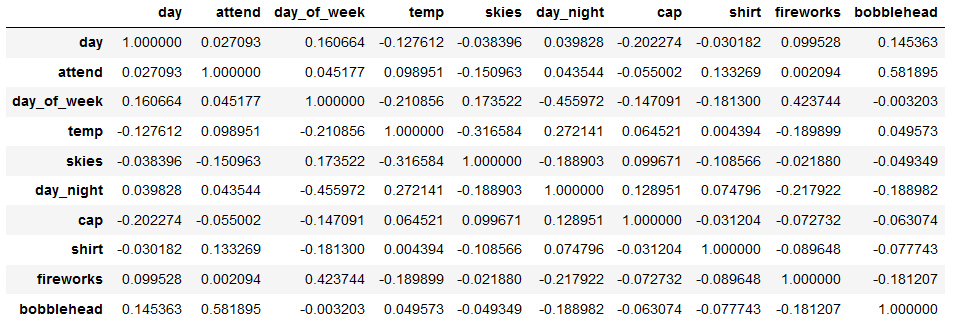 day attend day_of_week temp skies day_night cap shirt fireworks bobblehead
day 1.000000 0.027093 0.160664 -0.127612 -0.038396 0.039828 -0.202274 -0.030182 0.099528 0.145363
attend 0.027093 1.000000 0.045177 0.098951 -0.150963 0.043544 -0.055002 0.133269 0.002094 0.581895
day_of_week 0.160664 0.045177 1.000000 -0.210856 0.173522 -0.455972 -0.147091 -0.181300 0.423744 -0.003203
temp -0.127612 0.098951 -0.210856 1.000000 -0.316584 0.272141 0.064521 0.004394 -0.189899 0.049573
skies -0.038396 -0.150963 0.173522 -0.316584 1.000000 -0.188903 0.099671 -0.108566 -0.021880 -0.049349
day_night 0.039828 0.043544 -0.455972 0.272141 -0.188903 1.000000 0.128951 0.074796 -0.217922 -0.188982
cap -0.202274 -0.055002 -0.147091 0.064521 0.099671 0.128951 1.000000 -0.031204 -0.072732 -0.063074
shirt -0.030182 0.133269 -0.181300 0.004394 -0.108566 0.074796 -0.031204 1.000000 -0.089648 -0.077743
fireworks 0.099528 0.002094 0.423744 -0.189899 -0.021880 -0.217922 -0.072732 -0.089648 1.000000 -0.181207
bobblehead 0.145363 0.581895 -0.003203 0.049573 -0.049349 -0.188982 -0.063074 -0.077743 -0.181207 1.000000